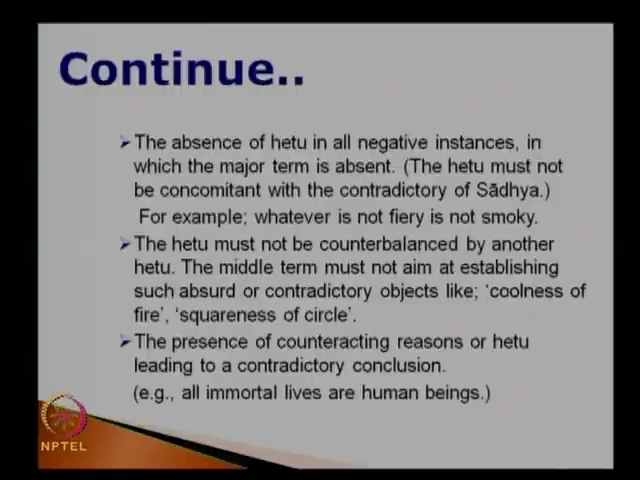 Continue..
➢ The absence of hetu in all negative instances, in
which the major term is absent. (The hetu must not
be concomitant with the contradictory of Sādhya.)
For example; whatever is not fiery is not smoky.
➢ The hetu must not be counterbalanced by another
hetu. The middle term must not aim at establishing
such absurd or contradictory objects like; 'coolness of
fire', 'squareness of circle'.
➢ The presence of counteracting reasons or hetu
leading to a contradictory conclusion.
(e.g., all immortal lives are human beings.)
NPTEL